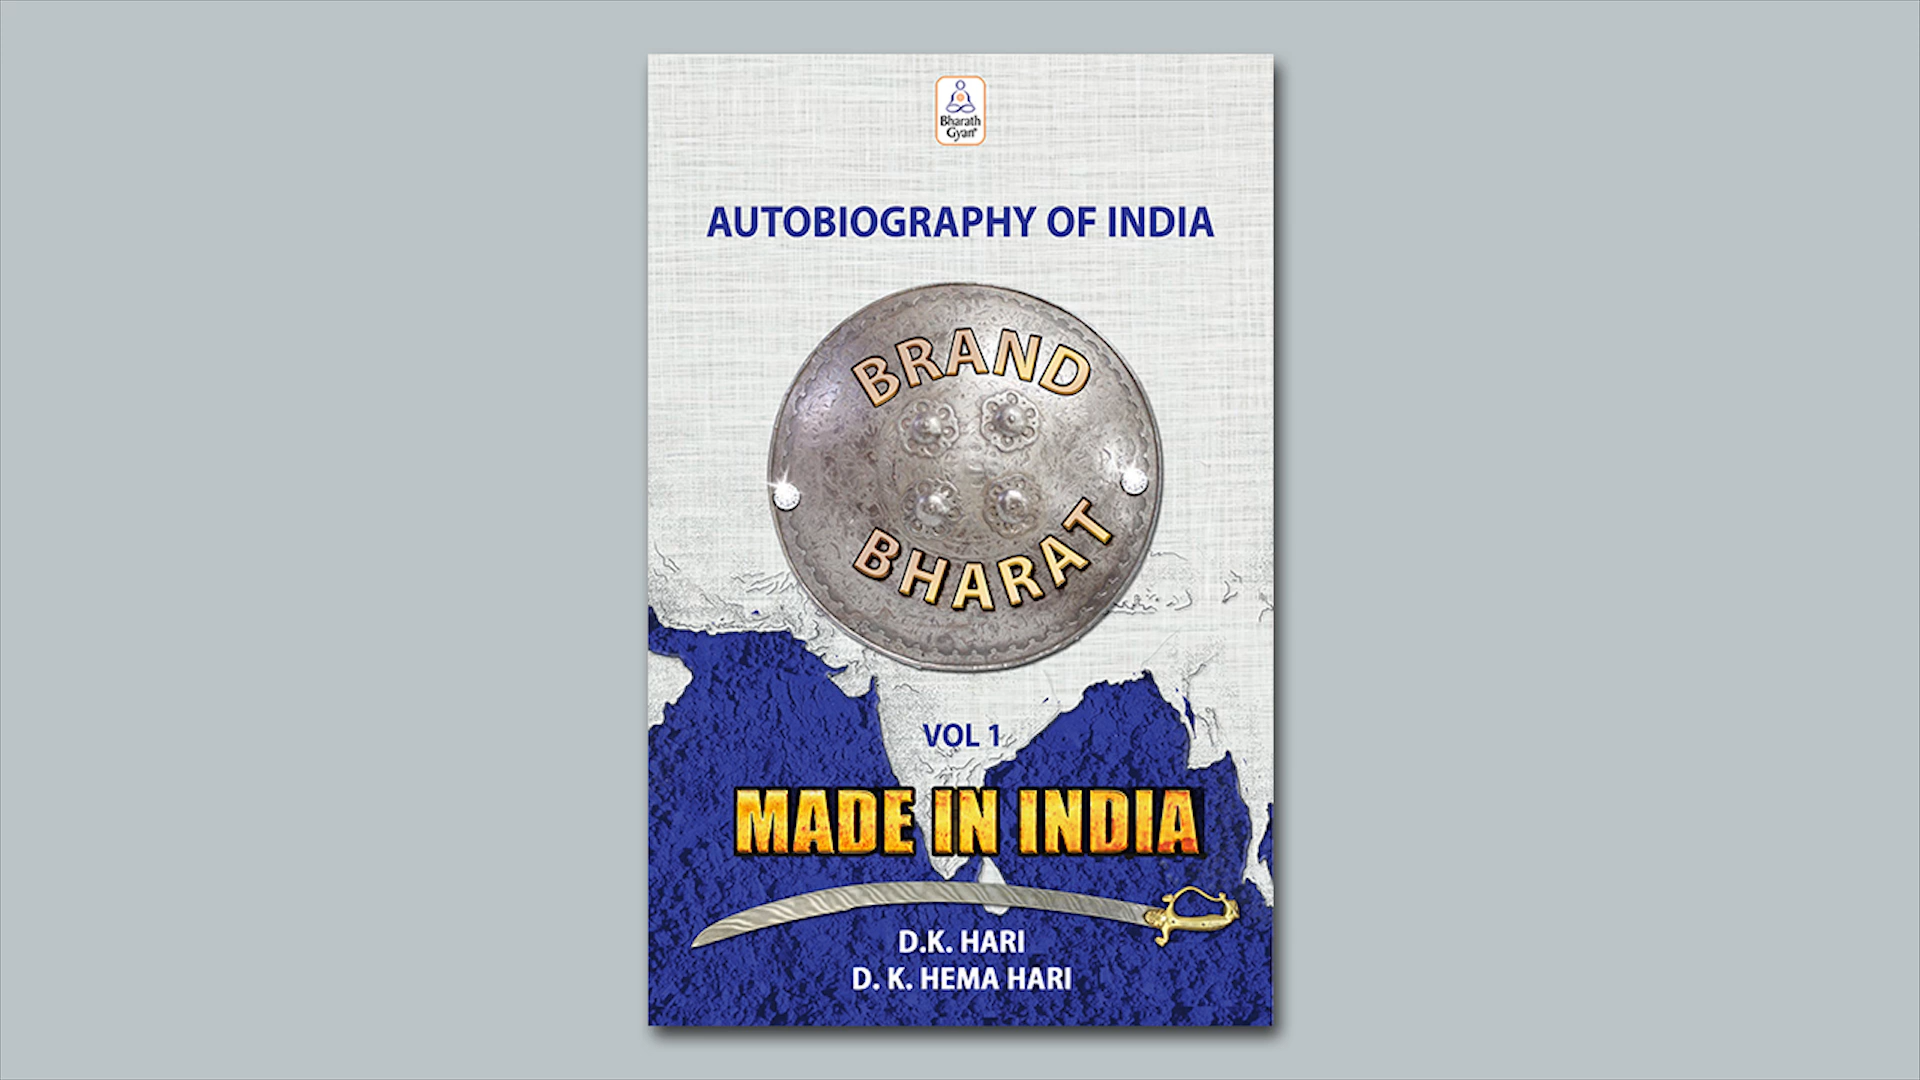 Bharath
Gyan®
AUTOBIOGRAPHY OF INDIA
BRAND
BHARAT
VOL 1
MADE IN INDIA
D.K. HARI
D. K. HEMA HARI